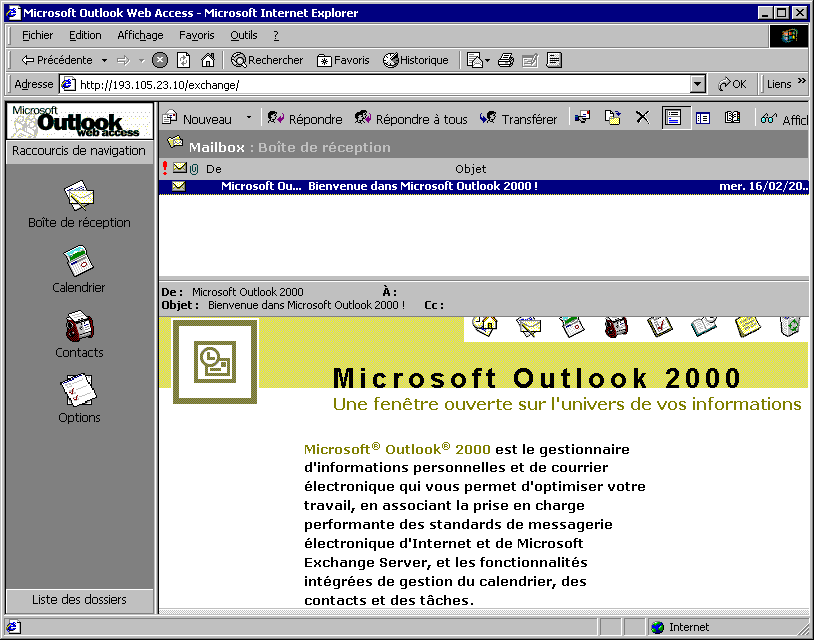 Microsoft Outlook Web Access - Microsoft Internet Explorer
Fichier Edition Affichage Favoris Outils ?
Précédente Rechercher Favoris Historique
Adresse http://193.105.23.10/exchange/ OK Liens »
Microsoft
Outlook
web access
Raccourcis de navigation
Boîte de réception
Calendrier
Contacts
Options
Liste des dossiers
Nouveau Répondre Répondre à tous Transférer Affich
Mailbox : Boîte de réception
De Objet
Microsoft Ou... Bienvenue dans Microsoft Outlook 2000 ! mer. 16/02/20..
De : Microsoft Outlook 2000 À :
Objet : Bienvenue dans Microsoft Outlook 2000 ! Cc :
Microsoft Outlook 2000
Une fenêtre ouverte sur l'univers de vos informations
Microsoft® Outlook® 2000 est le gestionnaire
d'informations personnelles et de courrier
électronique qui vous permet d'optimiser votre
travail, en associant la prise en charge
performante des standards de messagerie
électronique d'Internet et de Microsoft
Exchange Server, et les fonctionnalités
intégrées de gestion du calendrier, des
contacts et des tâches.
Internet